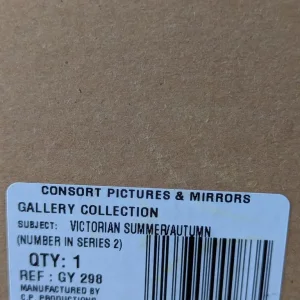 CONSORT PICTURES & MIRRORS
GALLERY COLLECTION
SUBJECT: VICTORIAN SUMMER/AUTUMN
(NUMBER IN SERIES 2)
QTY: 1
REF: GY 298
MANUFACTURED BY
C.P. PRODUCTIONS